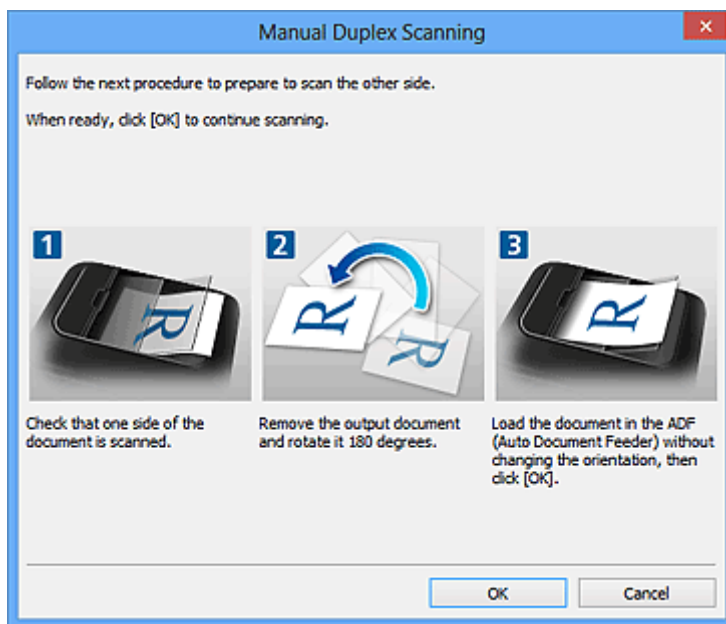 Manual Duplex Scanning
Follow the next procedure to prepare to scan the other side.
When ready, click [OK] to continue scanning.
1
R
2
R
R
3
R
Check that one side of the
document is scanned.
Remove the output document
and rotate it 180 degrees.
Load the document in the ADF
(Auto Document Feeder) without
changing the orientation, then
click [OK].
OK
Cancel